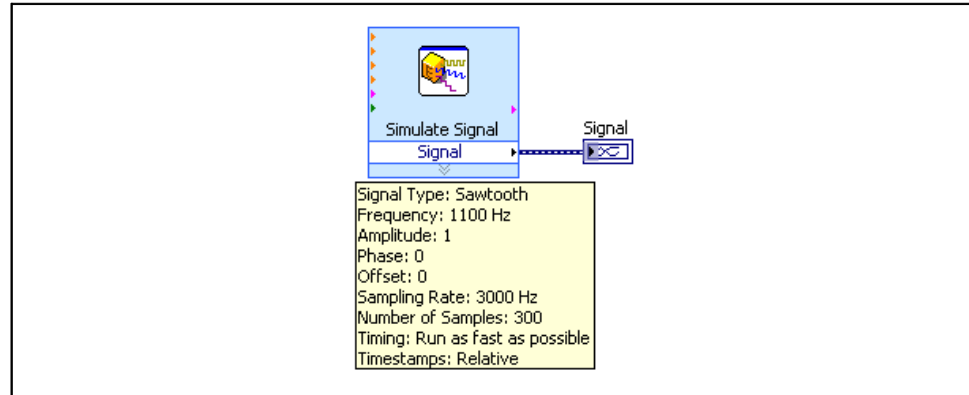 Simulate Signal
Signal
Signal
Signal Type: Sawtooth
Frequency: 1100 Hz
Amplitude: 1
Phase: 0
Offset: 0
Sampling Rate: 3000 Hz
Number of Samples: 300
Timing: Run as fast as possible
Timestamps: Relative